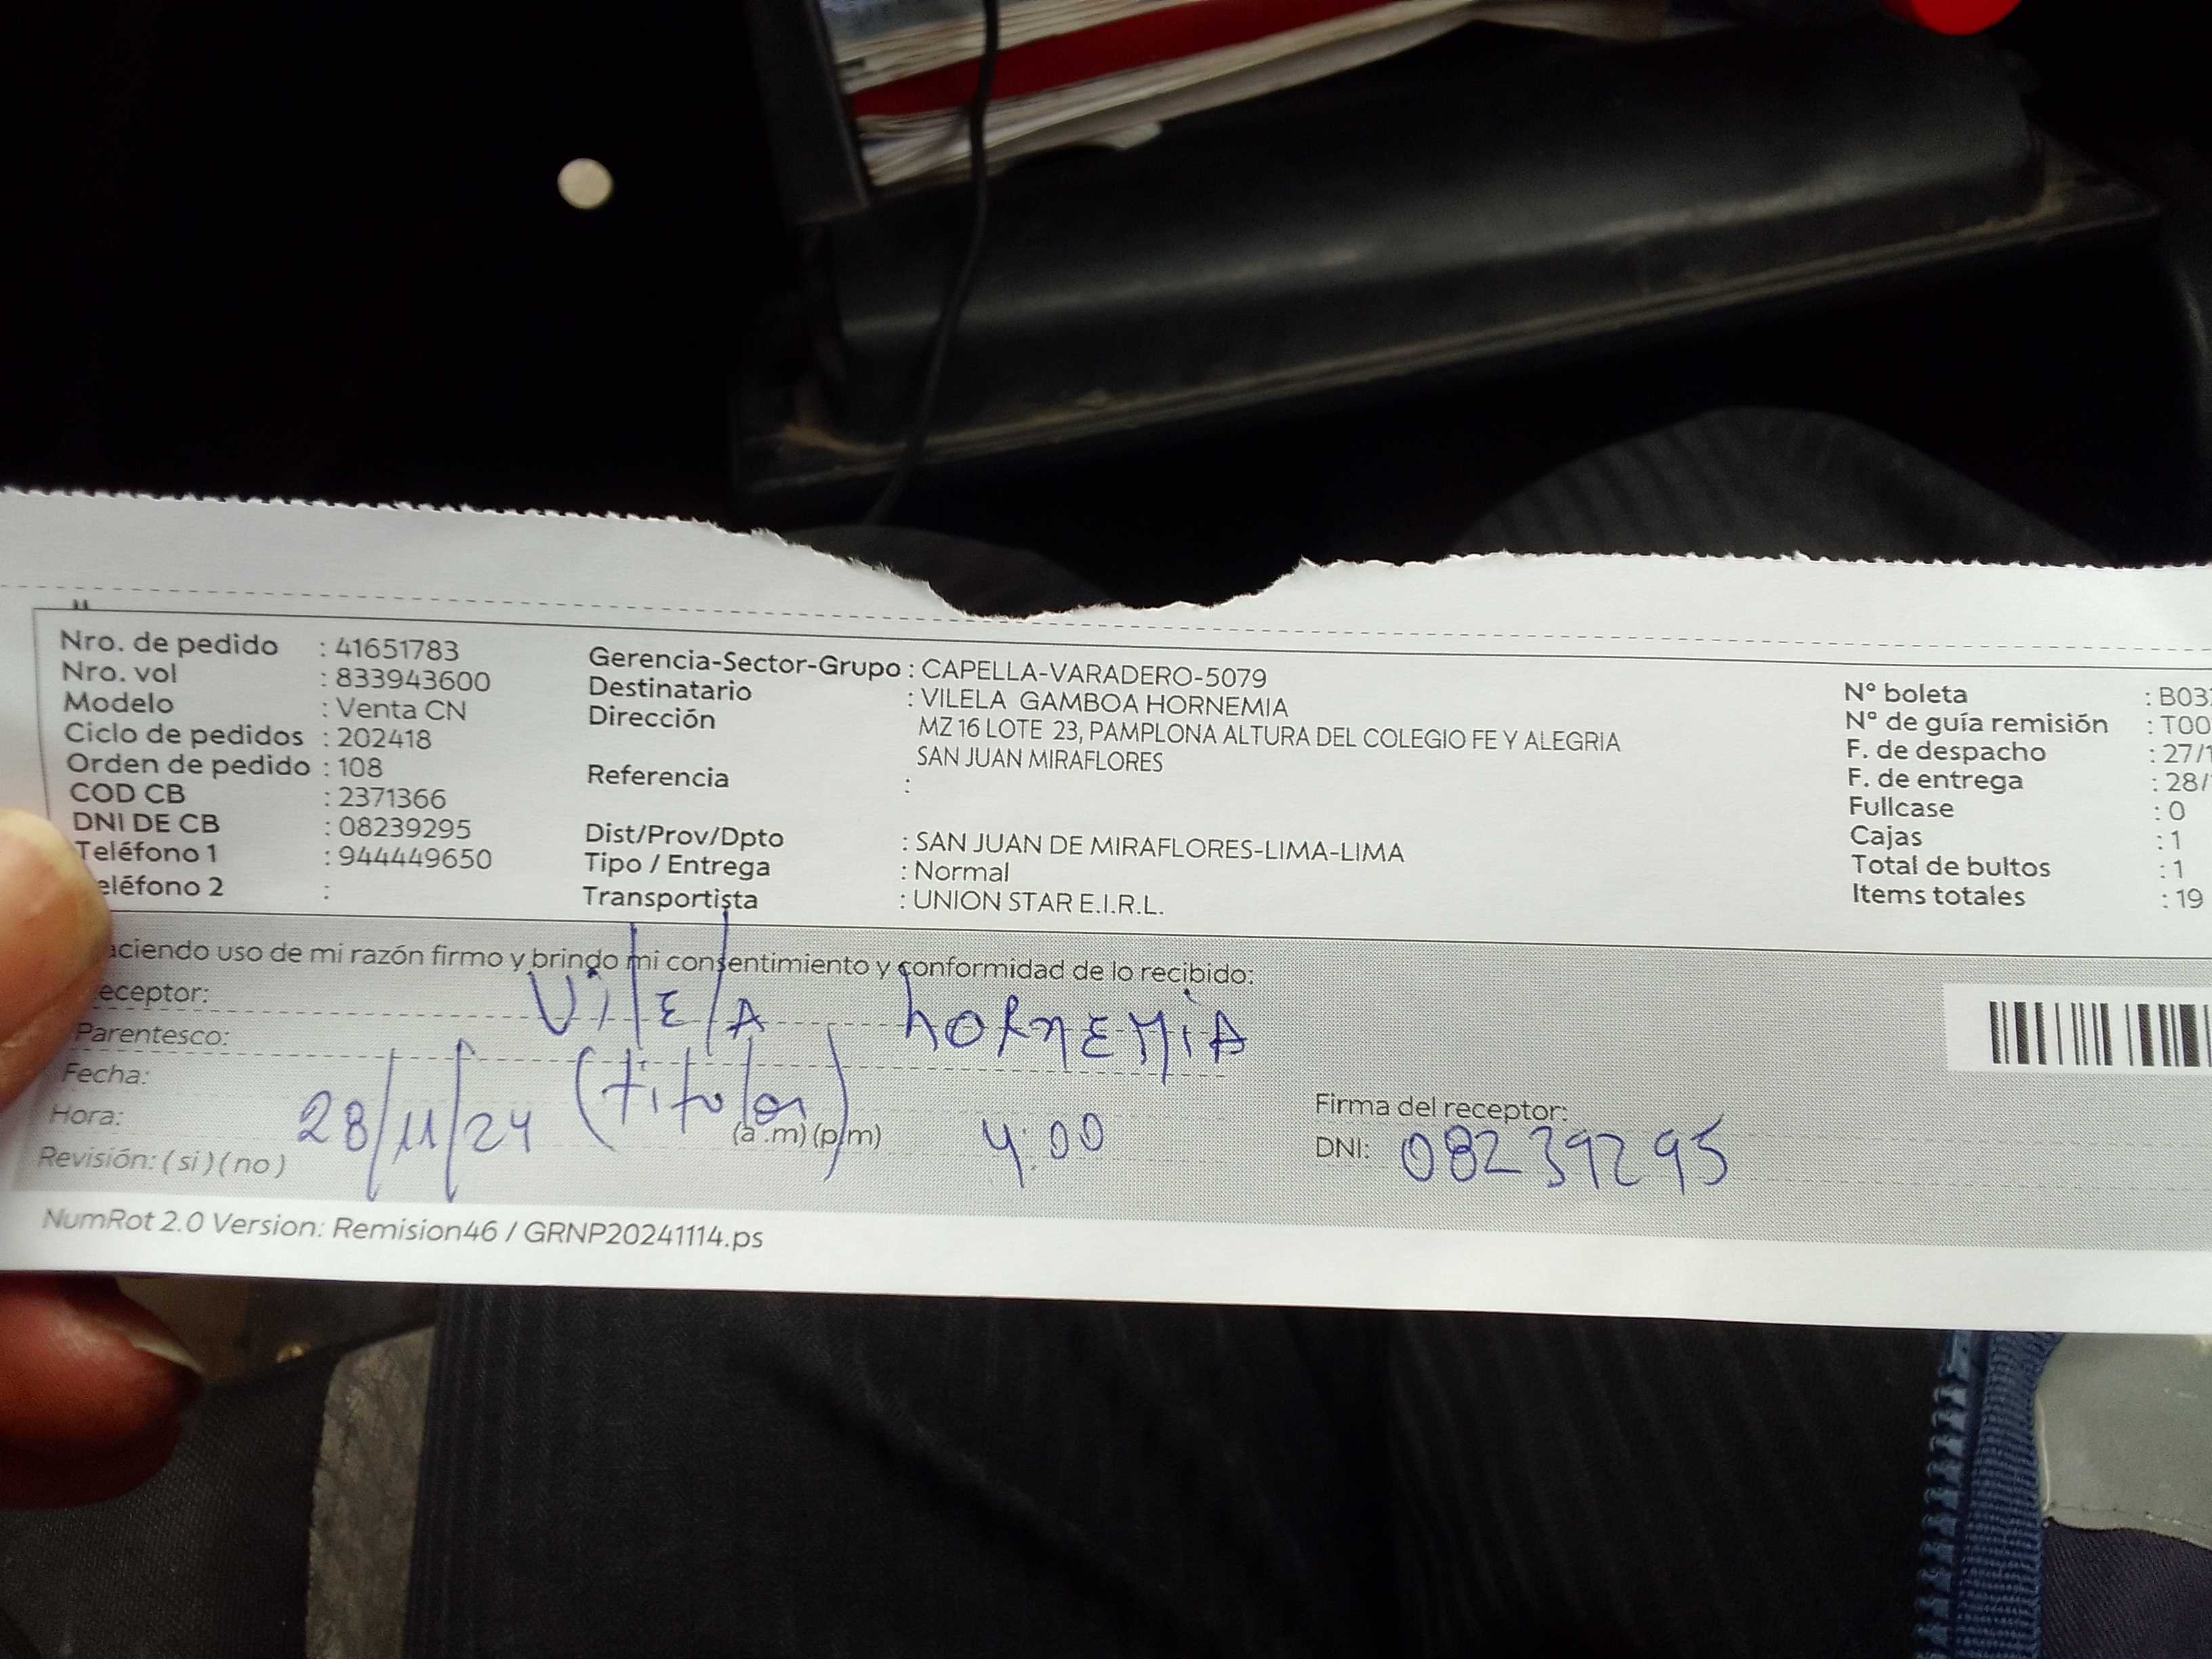 Nro. de pedido : 41651783
Nro. vol : 833943600
Modelo : Venta CN
Ciclo de pedidos : 202418
Orden de pedido : 108
COD CB : 2371366
DNI DE CB : 08239295
Teléfono 1 : 944449650
eléfono 2 :
Gerencia-Sector-Grupo : CAPELLA-VARADERO-5079
Destinatario : VILELA GAMBOA HORNEMIA
Dirección MZ 16 LOTE 23, PAMPLONA ALTURA DEL COLEGIO FE Y ALEGRIA
SAN JUAN MIRAFLORES
Referencia :
Dist/Prov/Dpto : SAN JUAN DE MIRAFLORES-LIMA-LIMA
Tipo / Entrega : Normal
Transportista : UNION STAR E.I.R.L.
N° boleta : B03
N° de guía remisión : T00
F. de despacho : 27/1
F. de entrega : 28/
Fullcase : 0
Cajas : 1
Total de bultos : 1
Items totales : 19
aciendo uso de mi razón firmo y brindo mi consentimiento y conformidad de lo recibido:
eceptor: VilElA hORnEMiA
Parentesco: (titular)
Fecha: 28/11/24
Hora: (a .m) (p.m) 4:00
Revisión: ( si ) ( no )
Firma del receptor:
DNI: 08239295
NumRot 2.0 Version: Remision46 / GRNP20241114.ps